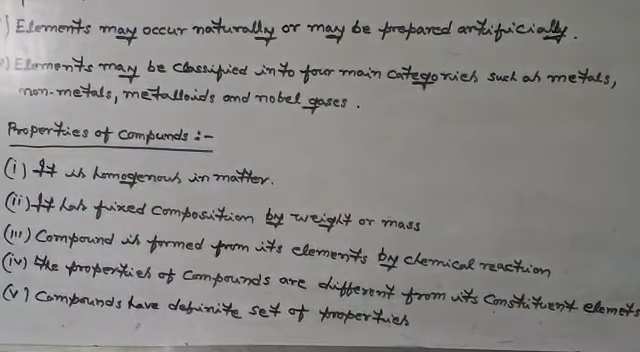 ) Elements may occur naturally or may be prepared artificially.
) Elements may be classified into four main categories such as metals,
non-metals, metalloids and nobel gases.
Properties of Compunds :-
(i) It is homogenous in matter.
(ii) It has fixed composition by weight or mass
(iii) Compound is formed from its elements by chemical reaction
(iv) The properties of Compounds are different from its Constituent elemets
(v) Compounds have definite set of properties